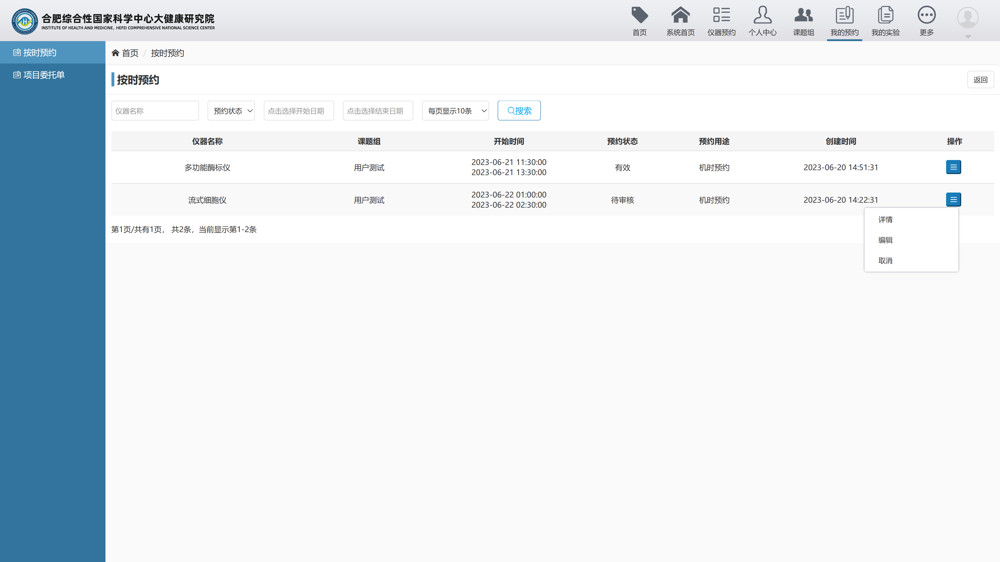 合肥综合性国家科学中心大健康研究院
INSTITUTE OF HEALTH AND MEDICINE, HEFEI COMPREHENSIVE NATIONAL SCIENCE CENTER
首页
系统首页
仪器预约
个人中心
课题组
我的预约
我的实验
更多
按时预约
项目委托单
首页 / 按时预约
按时预约
返回
仪器名称
预约状态
点击选择开始日期
点击选择结束日期
每页显示10条
搜索
仪器名称 课题组 开始时间 预约状态 预约用途 创建时间 操作
多功能酶标仪 用户测试 2023-06-21 11:30:00 2023-06-21 13:30:00 有效 机时预约 2023-06-20 14:51:31
流式细胞仪 用户测试 2023-06-22 01:00:00 2023-06-22 02:30:00 待审核 机时预约 2023-06-20 14:22:31
详情
编辑
取消
第1页/共有1页， 共2条，当前显示第1-2条